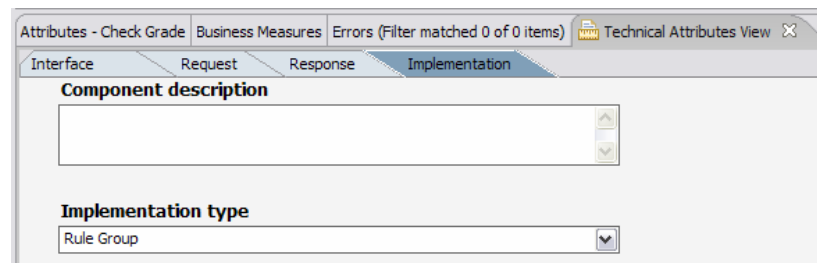 Attributes - Check Grade Business Measures Errors (Filter matched 0 of 0 items) Technical Attributes View
Interface Request Response Implementation
Component description
Implementation type
Rule Group